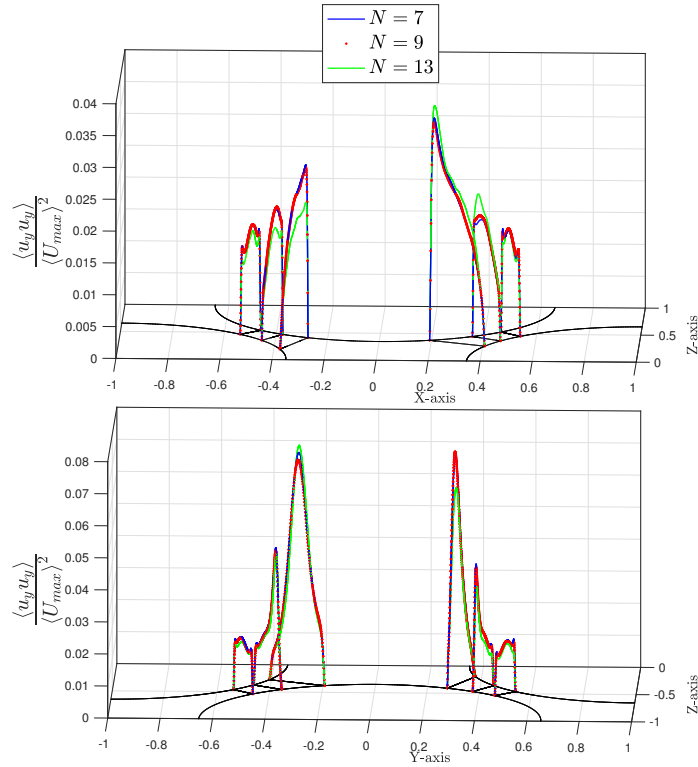 N = 7
N = 9
N = 13
0.04
0.035
0.03
0.025
0.02
0.015
0.01
0.005
0
⟨u_y u_y⟩
⟨U_max⟩²
-1 -0.8 -0.6 -0.4 -0.2 0 0.2 0.4 0.6 0.8 1
X-axis
1
0.5
0
Z-axis
0.08
0.07
0.06
0.05
0.04
0.03
0.02
0.01
0
⟨u_y u_y⟩
⟨U_max⟩²
-1 -0.8 -0.6 -0.4 -0.2 0 0.2 0.4 0.6 0.8 1
Y-axis
0
-0.5
-1
Z-axis